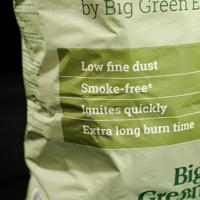 by Big Green E
Low fine dust
Smoke-free*
Ignites quickly
Extra long burn time
Big
Green